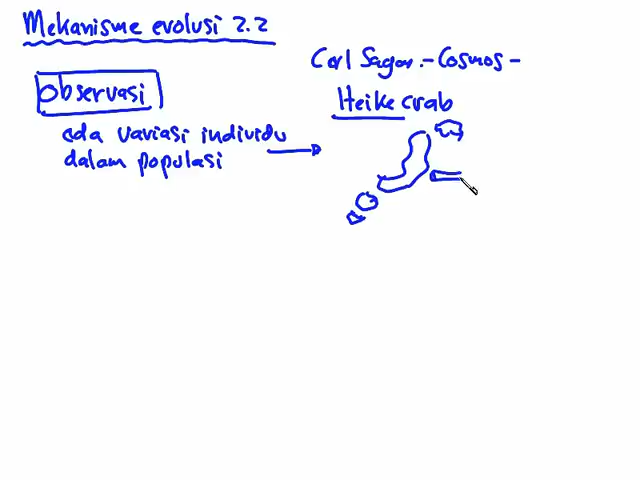 Mekanisme evolusi 2.2
Carl Sagan - Cosmos -
Observasi
Heike crab
ada variasi individu
dalam populasi